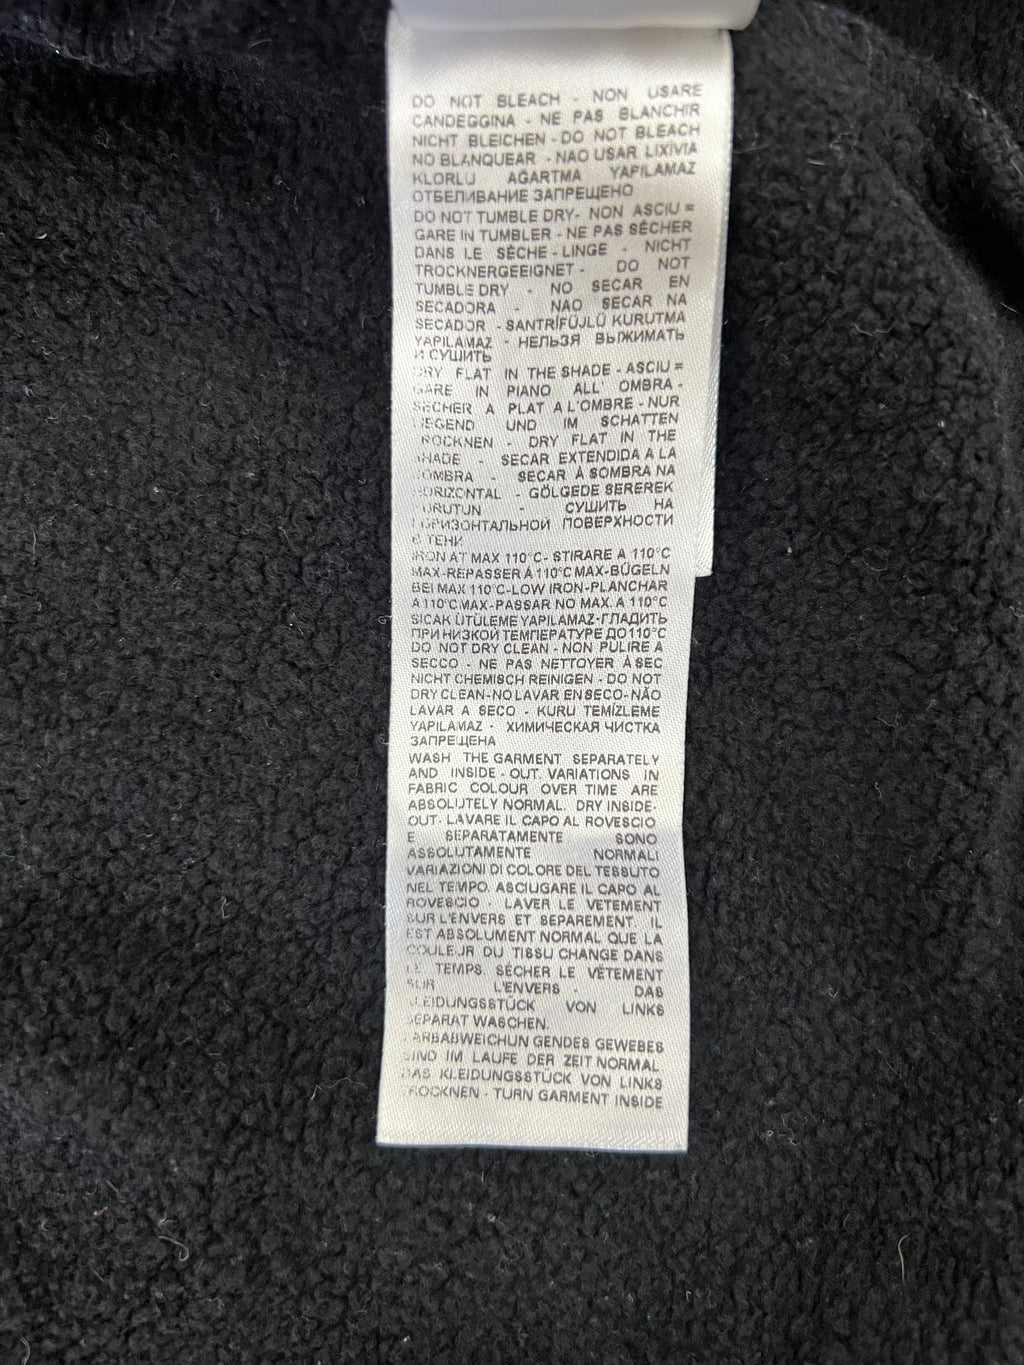 DO NOT BLEACH - NON USARE
CANDEGGINA - NE PAS BLANCHIR
NICHT BLEICHEN - DO NOT BLEACH
NO BLANQUEAR - NAO USAR LIXIVIA
KLORLU AGARTMA YAPILAMAZ
ОТБЕЛИВАНИЕ ЗАПРЕЩЕНО
DO NOT TUMBLE DRY- NON ASCIU =
GARE IN TUMBLER - NE PAS SÉCHER
DANS LE SÈCHE - LINGE - NICHT
TROCKNERGEEIGNET - DO NOT
TUMBLE DRY - NO SECAR EN
SECADORA - NAO SECAR NA
SECADOR - SANTRİFÜJLÜ KURUTMA
YAPILAMAZ - НЕЛЬЗЯ ВЫЖИМАТЬ
И СУШИТЬ
DRY FLAT IN THE SHADE - ASCIU =
GARE IN PIANO ALL' OMBRA -
SECHER A PLAT A L'OMBRE - NUR
LIEGEND UND IM SCHATTEN
TROCKNEN - DRY FLAT IN THE
SHADE - SECAR EXTENDIDA A LA
SOMBRA - SECAR À SOMBRA NA
HORIZONTAL - GÖLGEDE SEREREK
KURUTUN - СУШИТЬ НА
ГОРИЗОНТАЛЬНОЙ ПОВЕРХНОСТИ
В ТЕНИ
IRON AT MAX 110°C- STIRARE A 110°C
MAX-REPASSER À 110°C MAX-BÜGELN
BEI MAX 110°C-LOW IRON-PLANCHAR
A 110°C MAX-PASSAR NO MAX. A 110°C
SICAK ÜTÜLEME YAPILAMAZ-ГЛАДИТЬ
ПРИ НИЗКОЙ ТЕМПЕРАТУРЕ ДО 110°C
DO NOT DRY CLEAN - NON PULIRE A
SECCO - NE PAS NETTOYER À SEC
NICHT CHEMISCH REINIGEN - DO NOT
DRY CLEAN-NO LAVAR EN SECO-NÃO
LAVAR A SECO - KURU TEMİZLEME
YAPILAMAZ - ХИМИЧЕСКАЯ ЧИСТКА
ЗАПРЕЩЕНА
WASH THE GARMENT SEPARATELY
AND INSIDE - OUT. VARIATIONS IN
FABRIC COLOUR OVER TIME ARE
ABSOLUTELY NORMAL. DRY INSIDE-
OUT- LAVARE IL CAPO AL ROVESCIO
E SEPARATAMENTE SONO
ASSOLUTAMENTE NORMALI
VARIAZIONI DI COLORE DEL TESSUTO
NEL TEMPO. ASCIUGARE IL CAPO AL
ROVESCIO - LAVER LE VETEMENT
SUR L'ENVERS ET SEPAREMENT. IL
EST ABSOLUMENT NORMAL QUE LA
COULEUR DU TISSU CHANGE DANS
LE TEMPS. SÉCHER LE VÊTEMENT
SUR L'ENVERS - DAS
KLEIDUNGSSTÜCK VON LINKS
SEPARAT WASCHEN.
FARBABWEICHUN GENDES GEWEBES
SIND IM LAUFE DER ZEIT NORMAL
DAS KLEIDUNGSSTÜCK VON LINKS
TROCKNEN - TURN GARMENT INSIDE